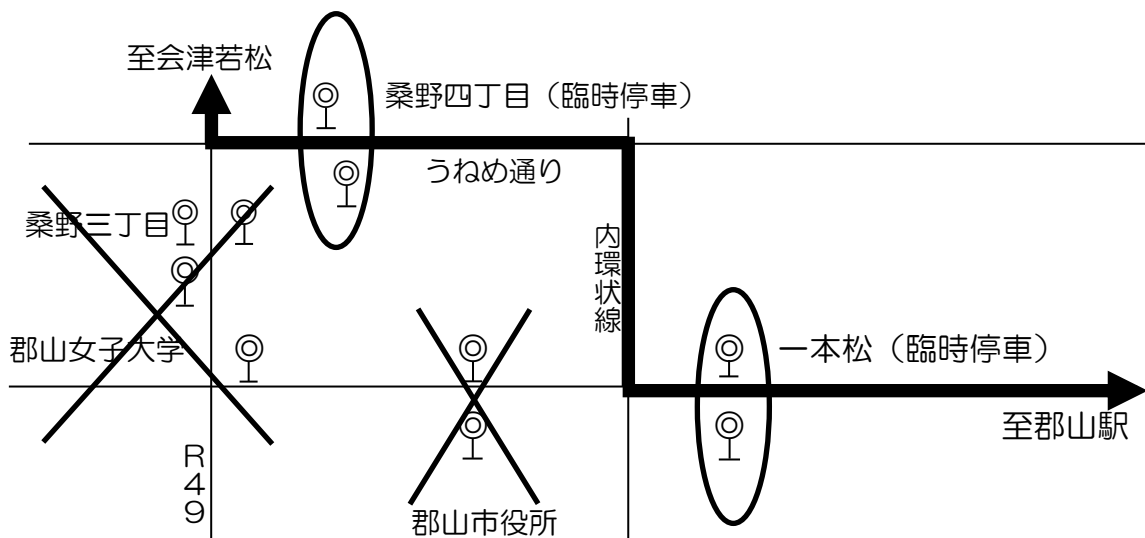 至会津若松
桑野四丁目（臨時停車）
うねめ通り
桑野三丁目
内環状線
郡山女子大学
一本松（臨時停車）
至郡山駅
R49
郡山市役所